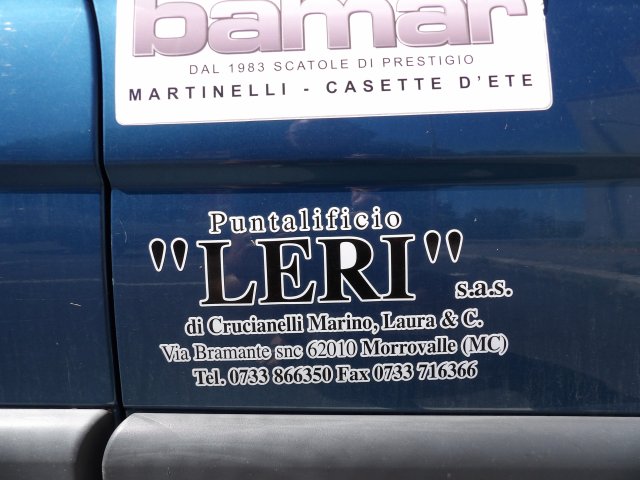 bamar
DAL 1983 SCATOLE DI PRESTIGIO
MARTINELLI - CASETTE D'ETE
Puntalificio
"LERI" s.a.s.
di Crucianelli Marino, Laura & C.
Via Bramante snc 62010 Morrovalle (MC)
Tel. 0733 866350 Fax 0733 716366